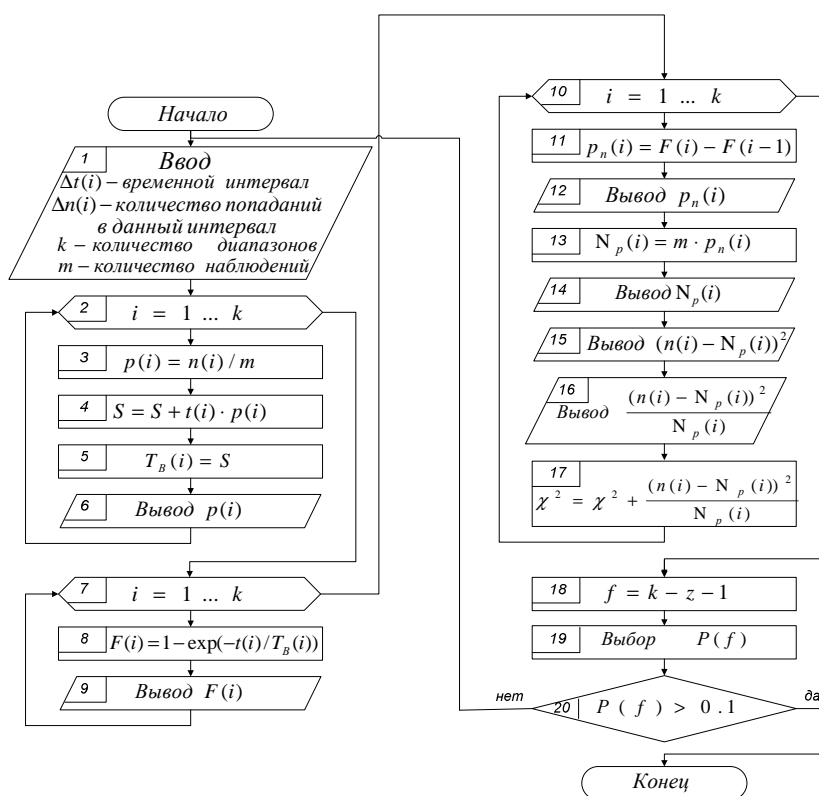 Начало
1
Ввод
Δt(i) – временной интервал
Δn(i) – количество попаданий
в данный интервал
k – количество диапазонов
m – количество наблюдений
2
i = 1 ... k
3
p(i) = n(i) / m
4
S = S + t(i) · p(i)
5
T_B(i) = S
6
Вывод p(i)
7
i = 1 ... k
8
F(i) = 1 – exp(–t(i) / T_B(i))
9
Вывод F(i)
10
i = 1 ... k
11
p_n(i) = F(i) – F(i – 1)
12
Вывод p_n(i)
13
N_p(i) = m · p_n(i)
14
Вывод N_p(i)
15
Вывод (n(i) – N_p(i))²
16
Вывод (n(i) – N_p(i))² / N_p(i)
17
χ² = χ² + (n(i) – N_p(i))² / N_p(i)
18
f = k – z – 1
19
Выбор P(f)
нет
20
P ( f ) > 0.1
да
Конец